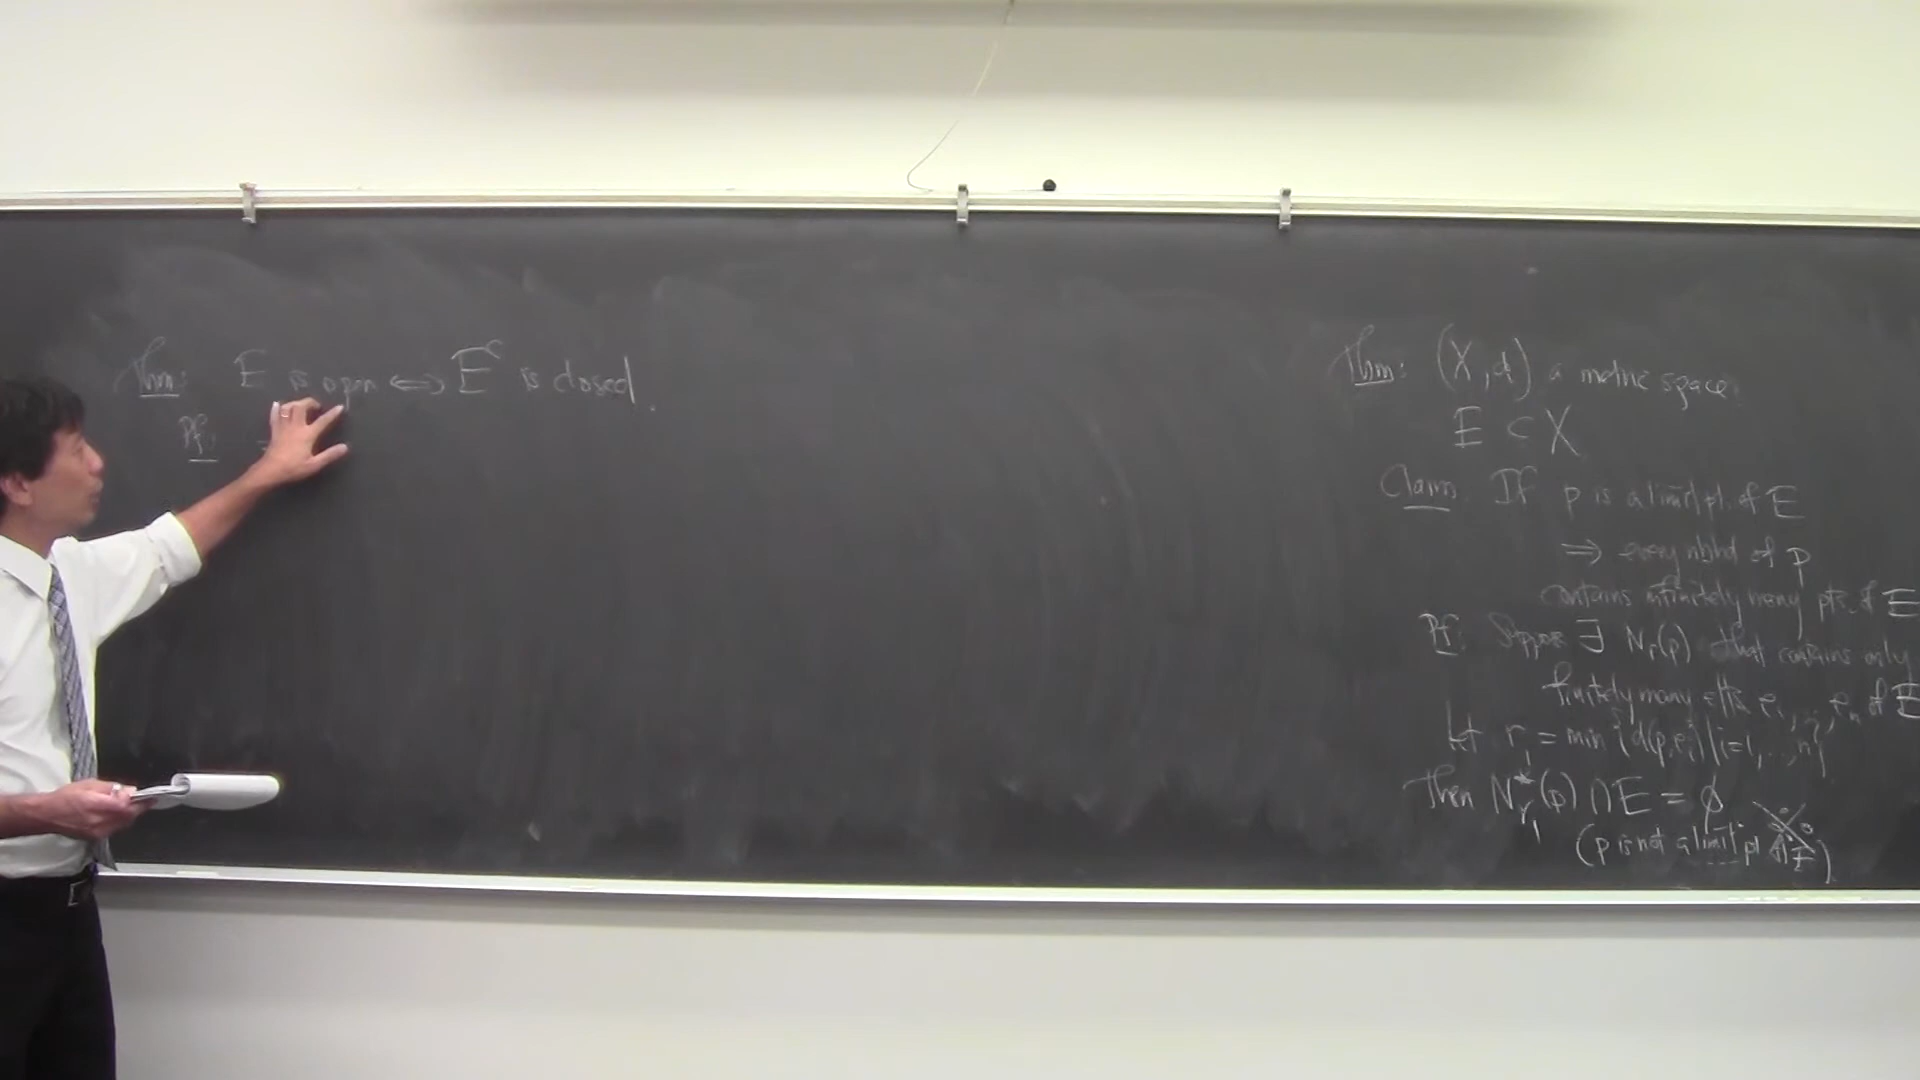 Thm: E is open ⟺ Eᶜ is closed.
Pf:
Thm: (X, d) a metric space.
E ⊂ X
Claim. If p is a limit pt. of E
⇒ every nbhd of p
contains infinitely many pts. of E
Pf: Suppose ∃ Nᵣ(p) that contains only
finitely many elts e₁, , eₙ of E
Let r₁ = min {d(p,eᵢ) | i=1,..,n}
Then N*ᵣ₁(p) ∩ E = ∅
(p is not a limit pt of E)